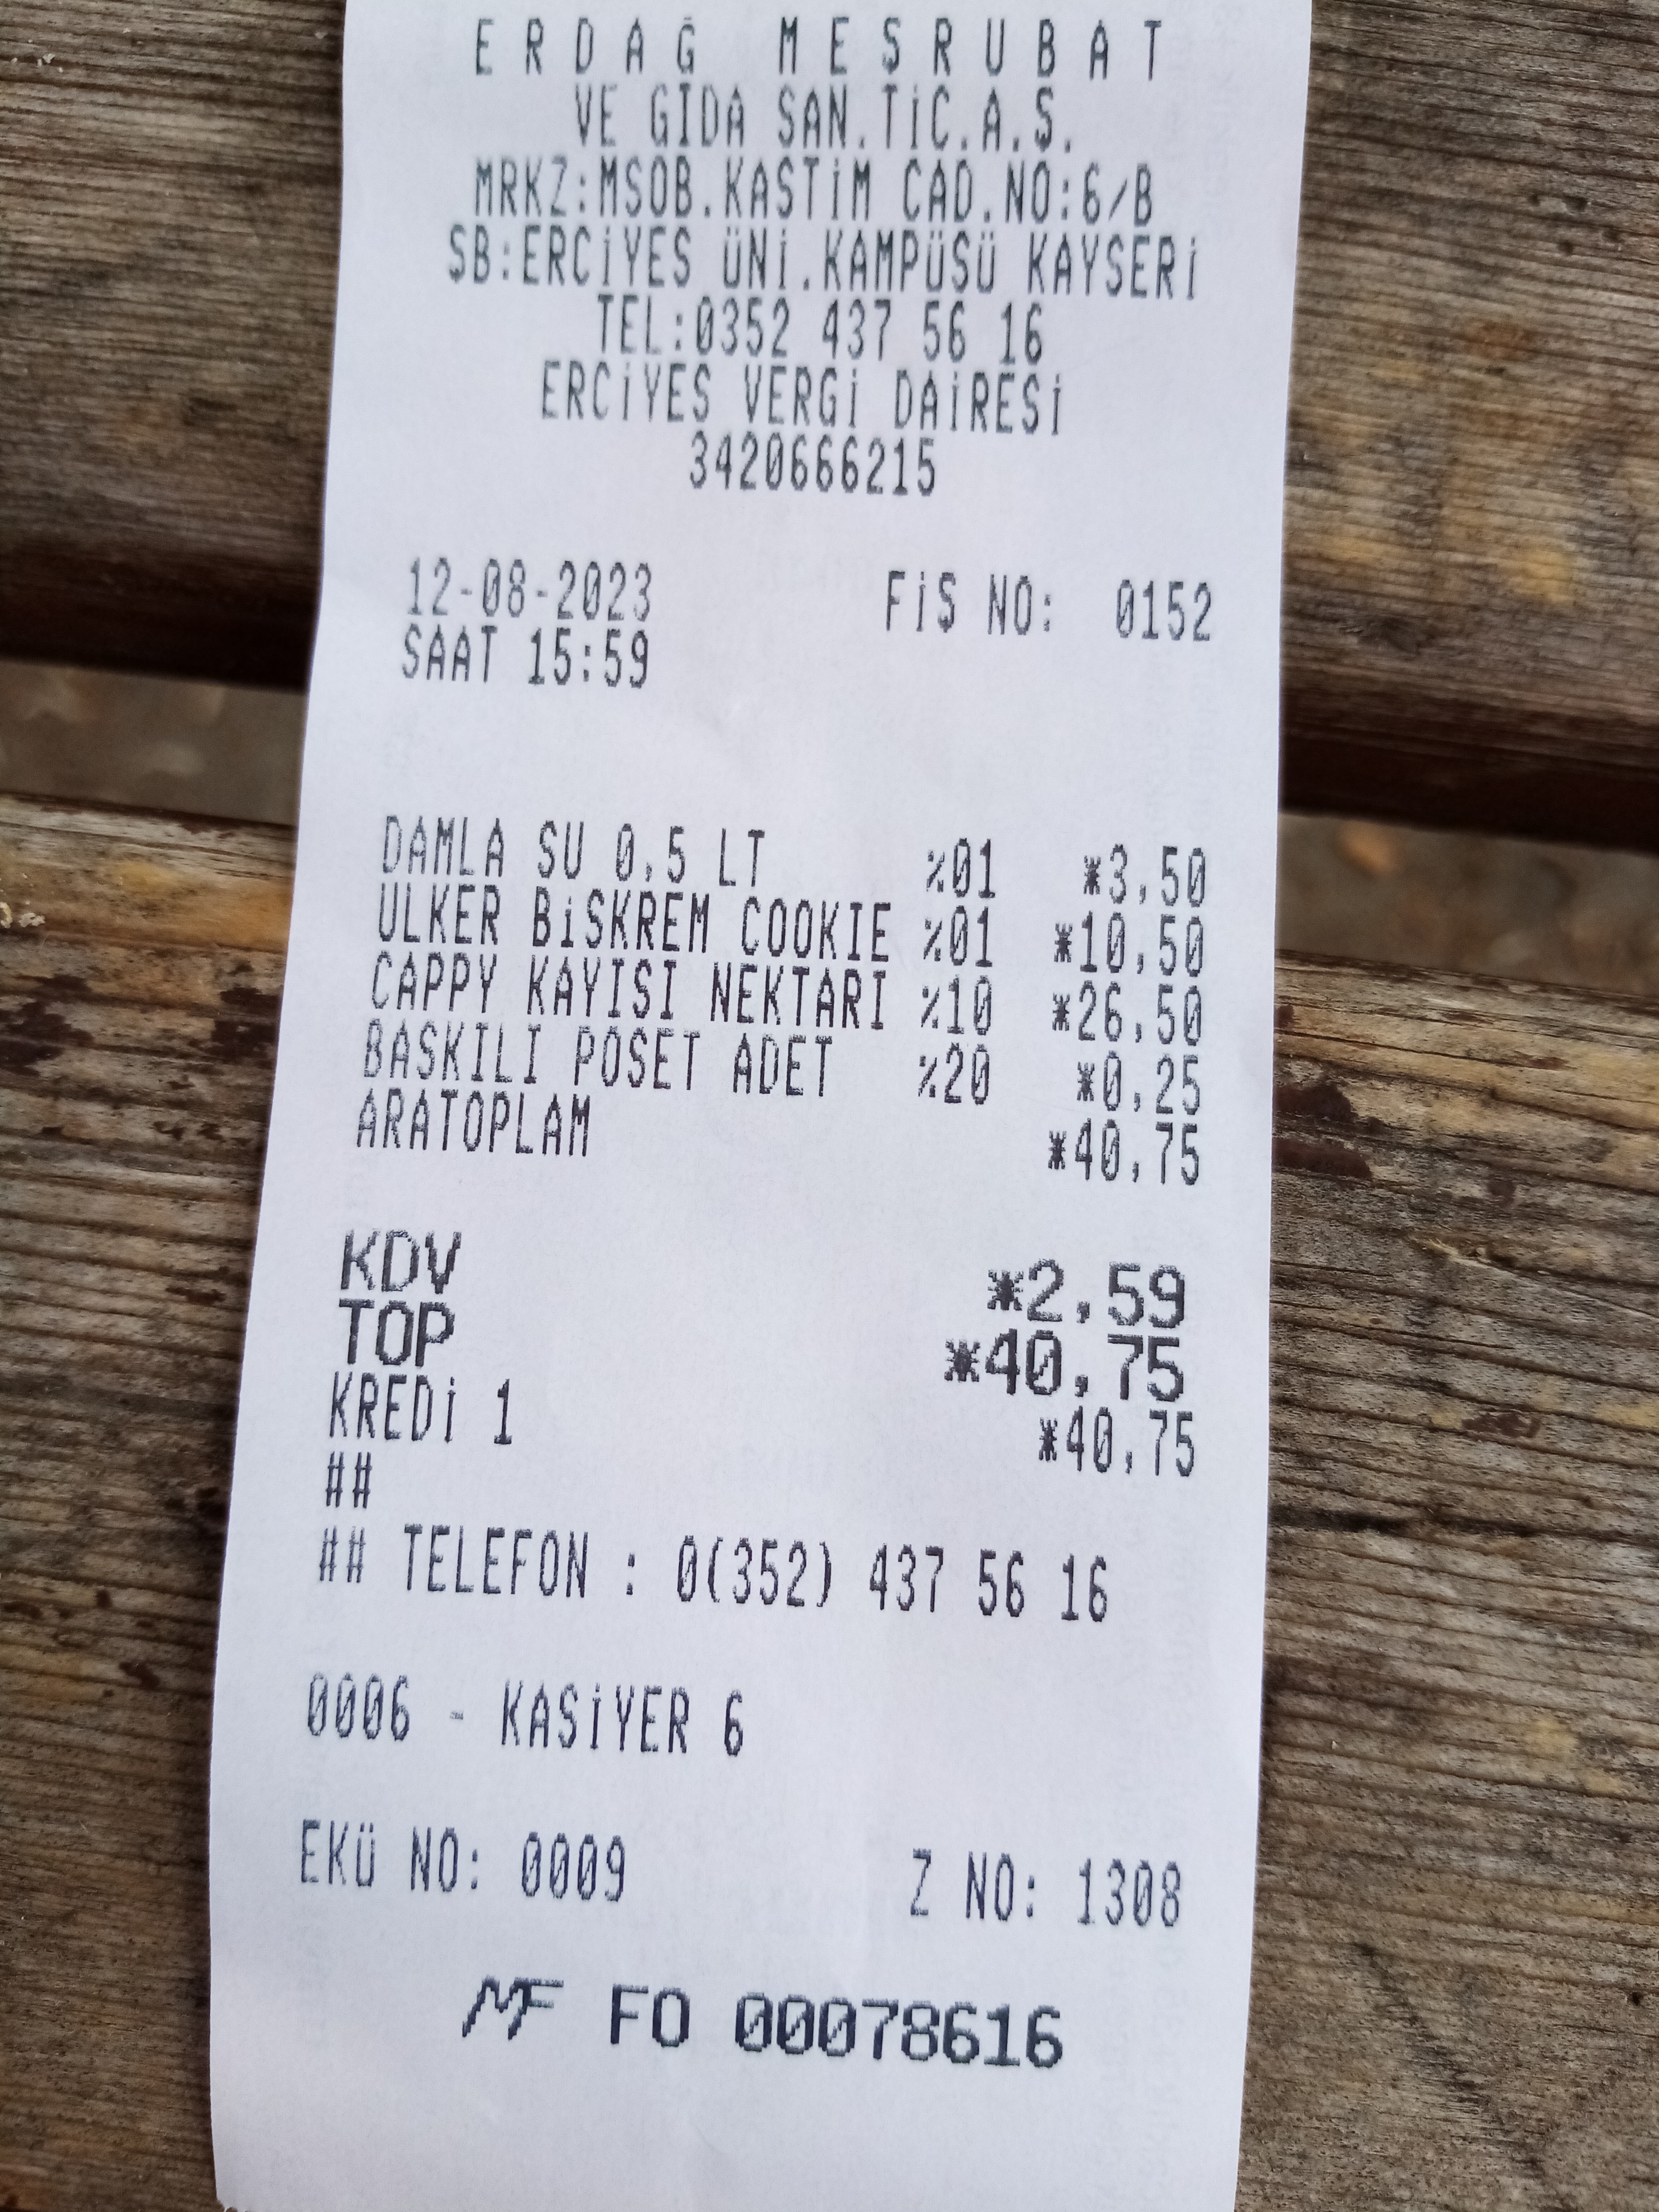 ERDAĞ MEŞRUBAT
VE GIDA SAN.TİC.A.Ş.
MRKZ:MSOB.KASTİM CAD.NO:6/B
ŞB:ERCİYES ÜNİ.KAMPÜSÜ KAYSERİ
TEL:0352 437 56 16
ERCİYES VERGİ DAİRESİ
3420666215
12-08-2023 FİŞ NO: 0152
SAAT 15:59
DAMLA SU 0.5 LT %01 *3,50
ULKER BİSKREM COOKIE %01 *10,50
CAPPY KAYISI NEKTARI %10 *26,50
BASKILI POSET ADET %20 *0,25
ARATOPLAM *40,75
KDV *2,59
TOP *40,75
KREDİ 1 *40,75
##
## TELEFON : 0(352) 437 56 16
0006 - KASİYER 6
EKÜ NO: 0009 Z NO: 1308
MF FO 00078616